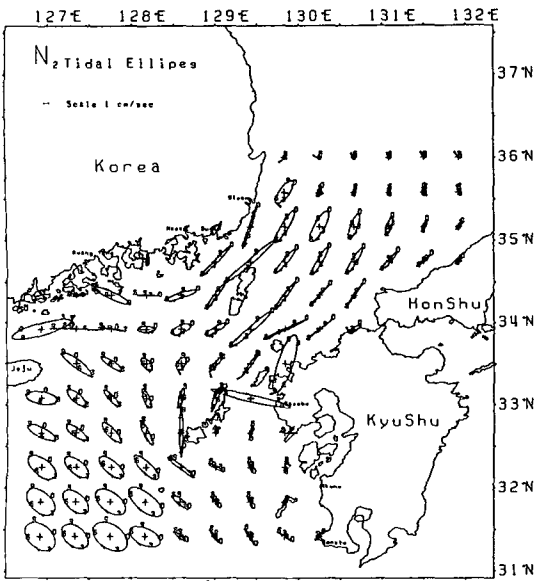 127°E 128°E 129°E 130°E 131°E 132°E
N₂ Tidal Ellipes
-- Scale 1 cm/sec
37°N
Korea
36°N
35°N
HonShu
34°N
Jeju
33°N
KyuShu
32°N
31°N